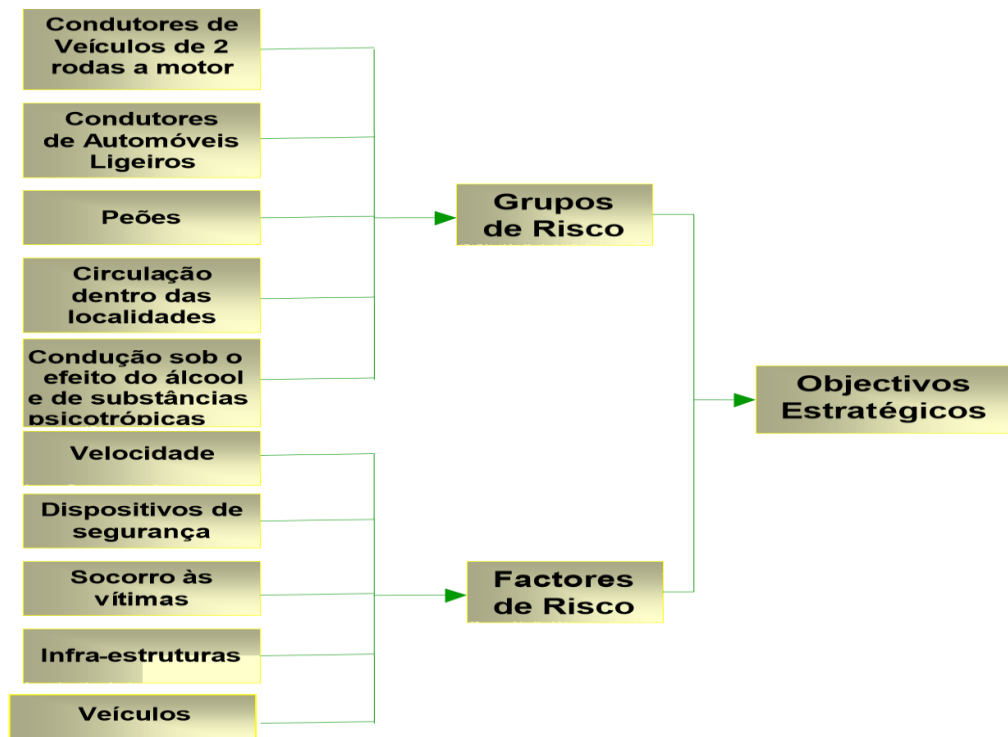 Condutores de
Veículos de 2
rodas a motor
Condutores
de Automóveis
Ligeiros
Peões
Circulação
dentro das
localidades
Condução sob o
efeito do álcool
e de substâncias
psicotrópicas
Velocidade
Dispositivos de
segurança
Socorro às
vítimas
Infra-estruturas
Veículos
Grupos
de Risco
Factores
de Risco
Objectivos
Estratégicos